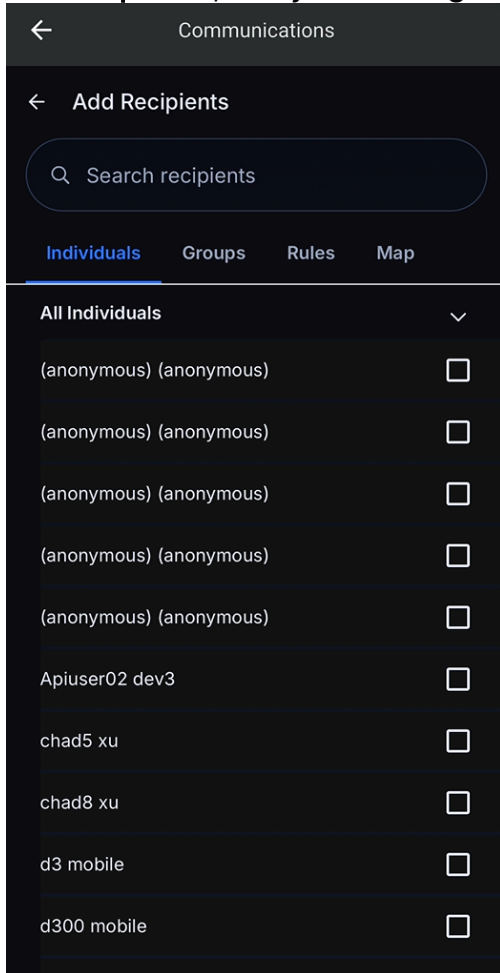 Communications
Add Recipients
Search recipients
Individuals Groups Rules Map
All Individuals
(anonymous) (anonymous)
(anonymous) (anonymous)
(anonymous) (anonymous)
(anonymous) (anonymous)
(anonymous) (anonymous)
Apiuser02 dev3
chad5 xu
chad8 xu
d3 mobile
d300 mobile